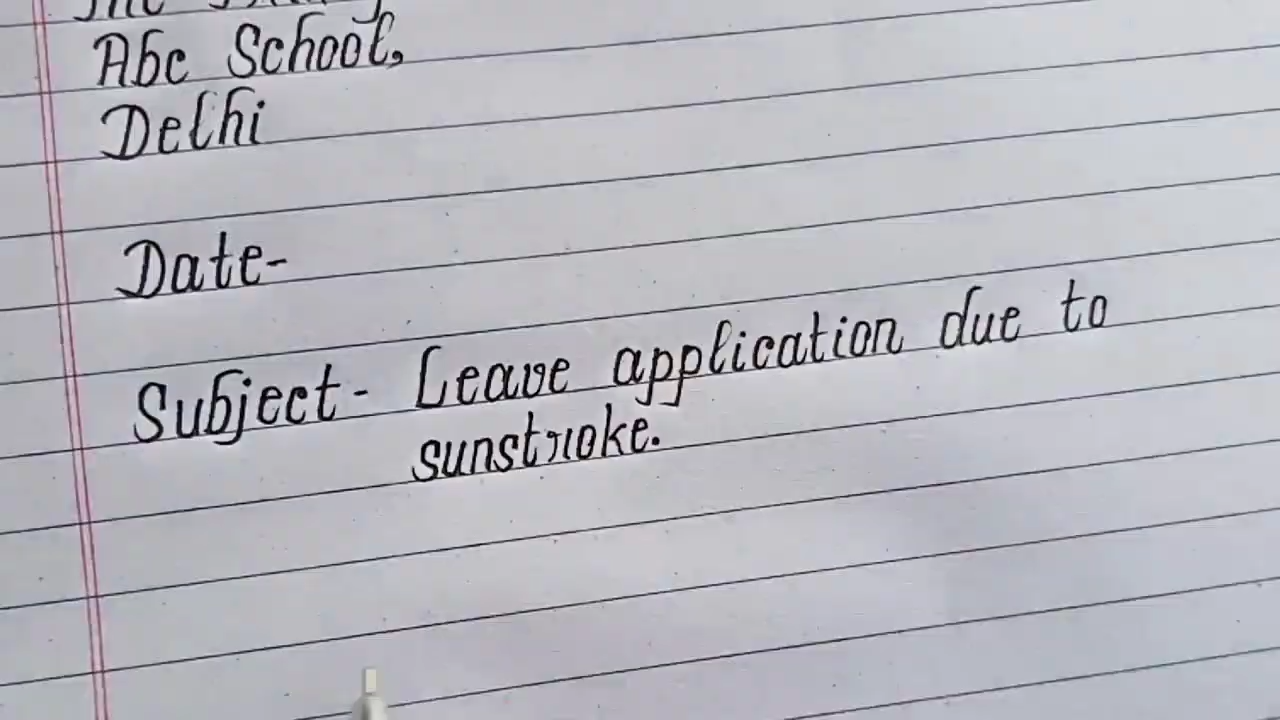 Abc School,
Delhi
Date-
Subject- Leave application due to
sunstroke.